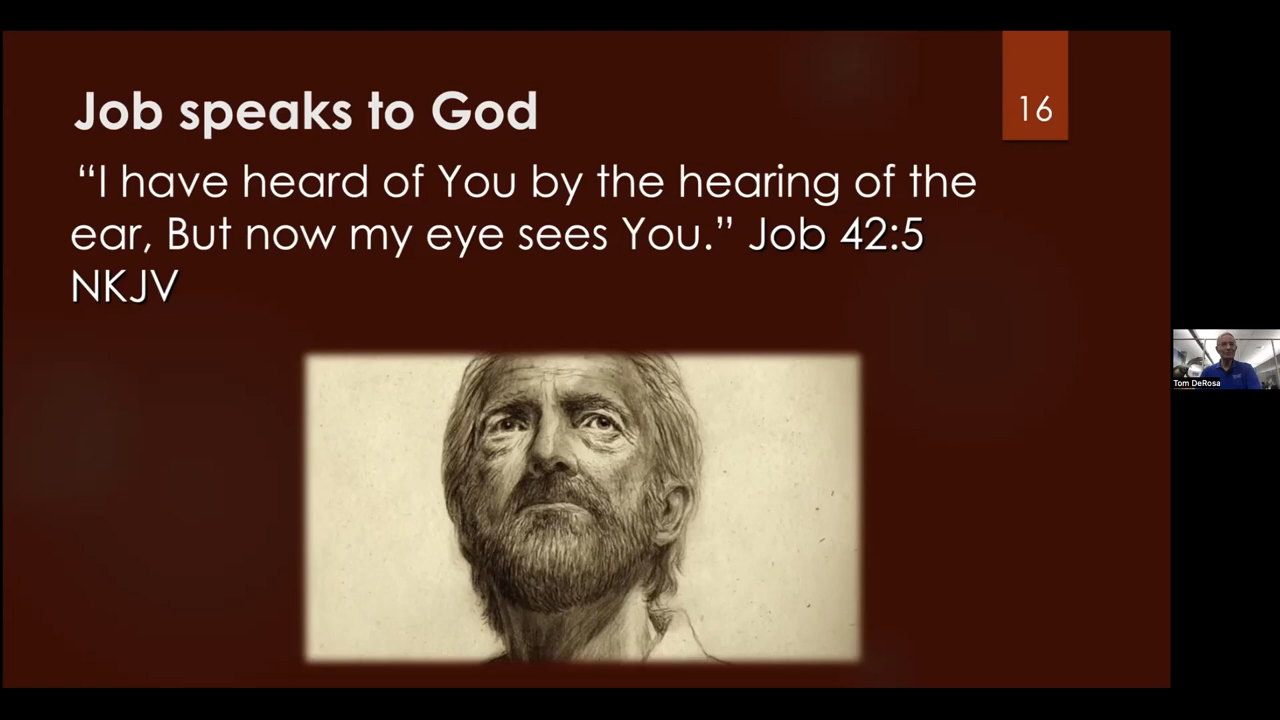 Job speaks to God
16
“I have heard of You by the hearing of the
ear, But now my eye sees You.” Job 42:5
NKJV
Tom DeRosa